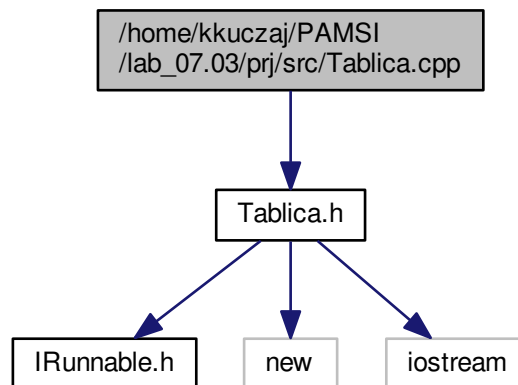 /home/kkuczaj/PAMSI
/lab_07.03/prj/src/Tablica.cpp
Tablica.h
IRunnable.h
new
iostream